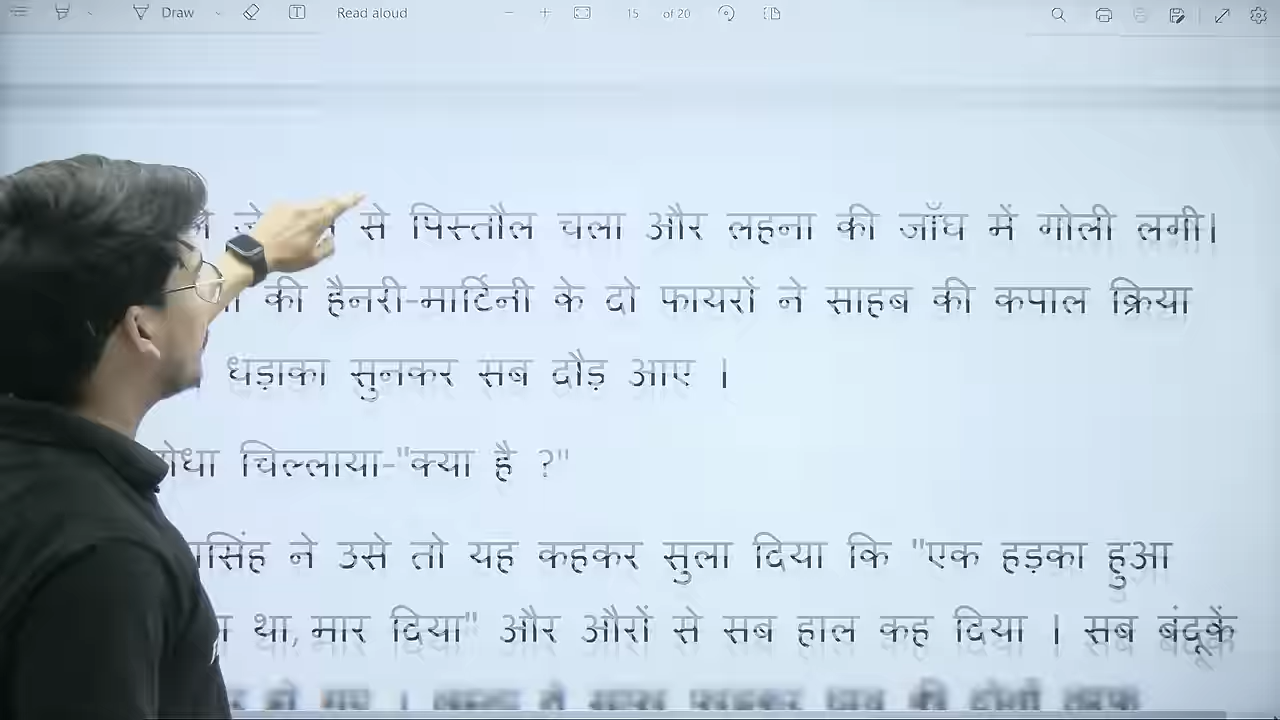 Draw Read aloud 15 of 20
से पिस्तौल चला और लहना की जाँघ में गोली लगी।
की हैनरी-मार्टिनी के दो फायरों ने साहब की कपाल क्रिया
धड़ाका सुनकर सब दौड़ आए ।
चिल्लाया-"क्या है ?"
ने उसे तो यह कहकर सुला दिया कि "एक हड़का हुआ
था, मार दिया" और औरों से सब हाल कह दिया । सब बंदूकें